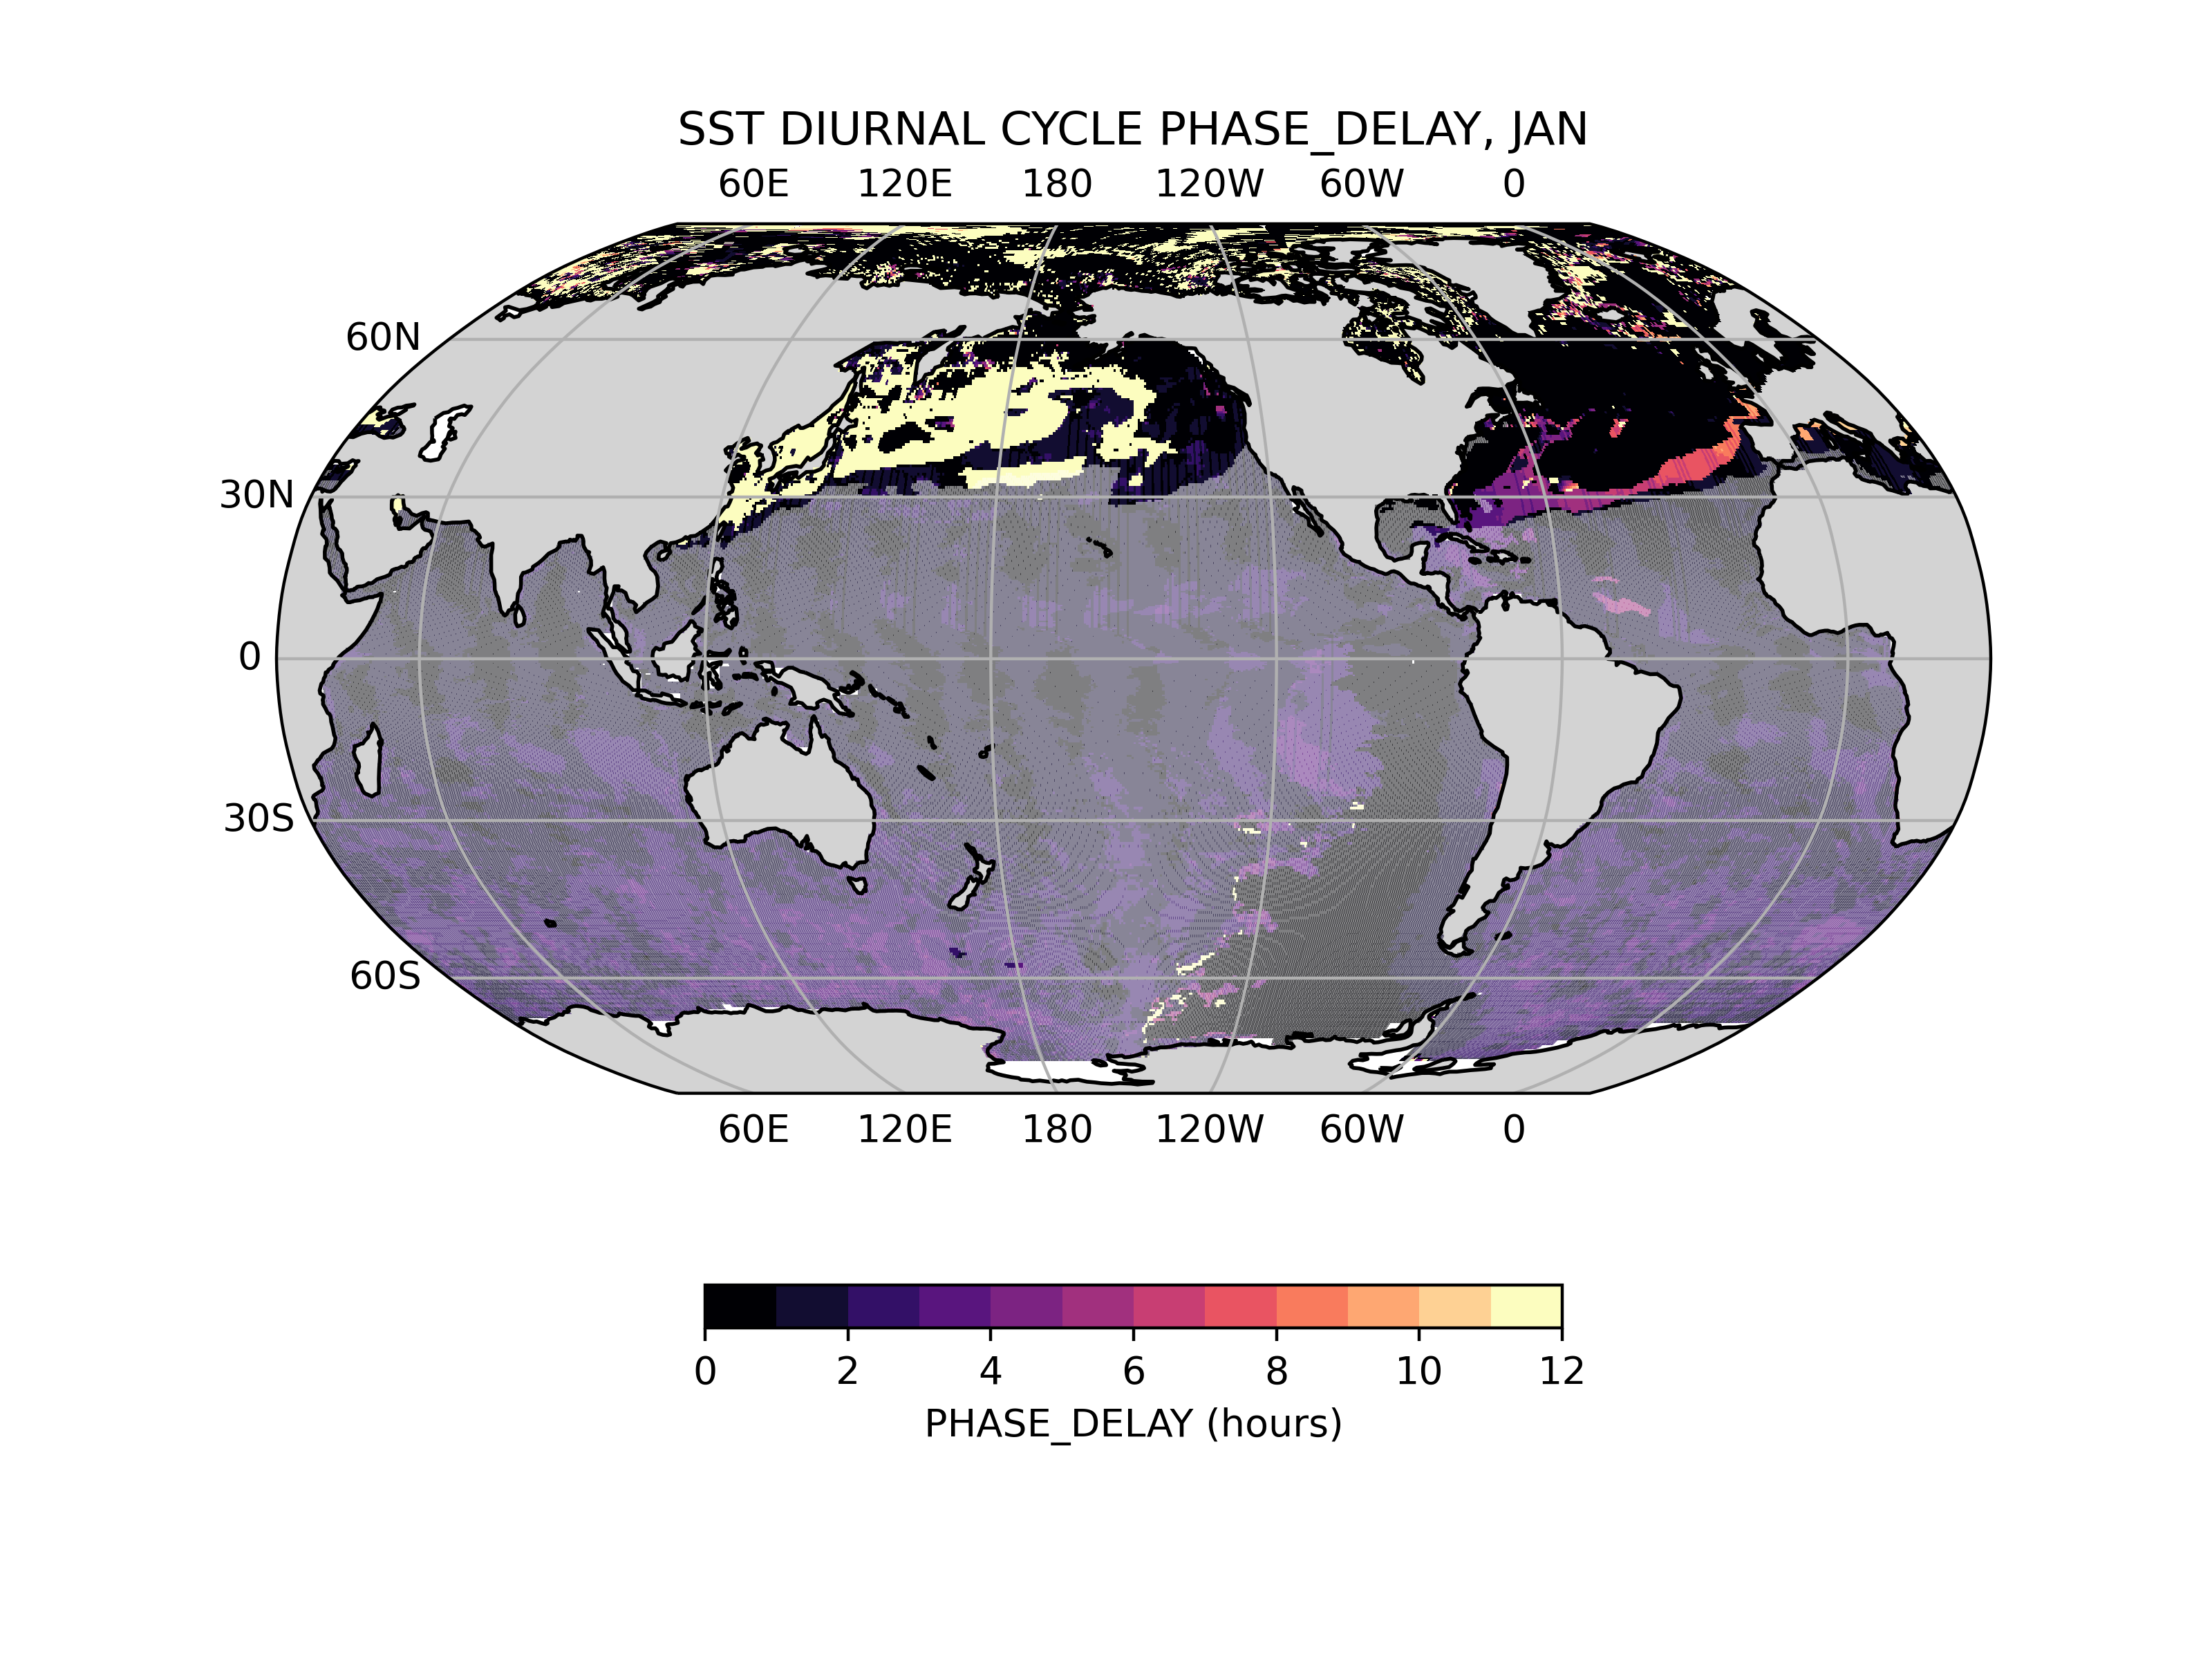 SST DIURNAL CYCLE PHASE_DELAY, JAN
60E 120E 180 120W 60W 0
60N
30N
0
30S
60S
60E 120E 180 120W 60W 0
0 2 4 6 8 10 12
PHASE_DELAY (hours)